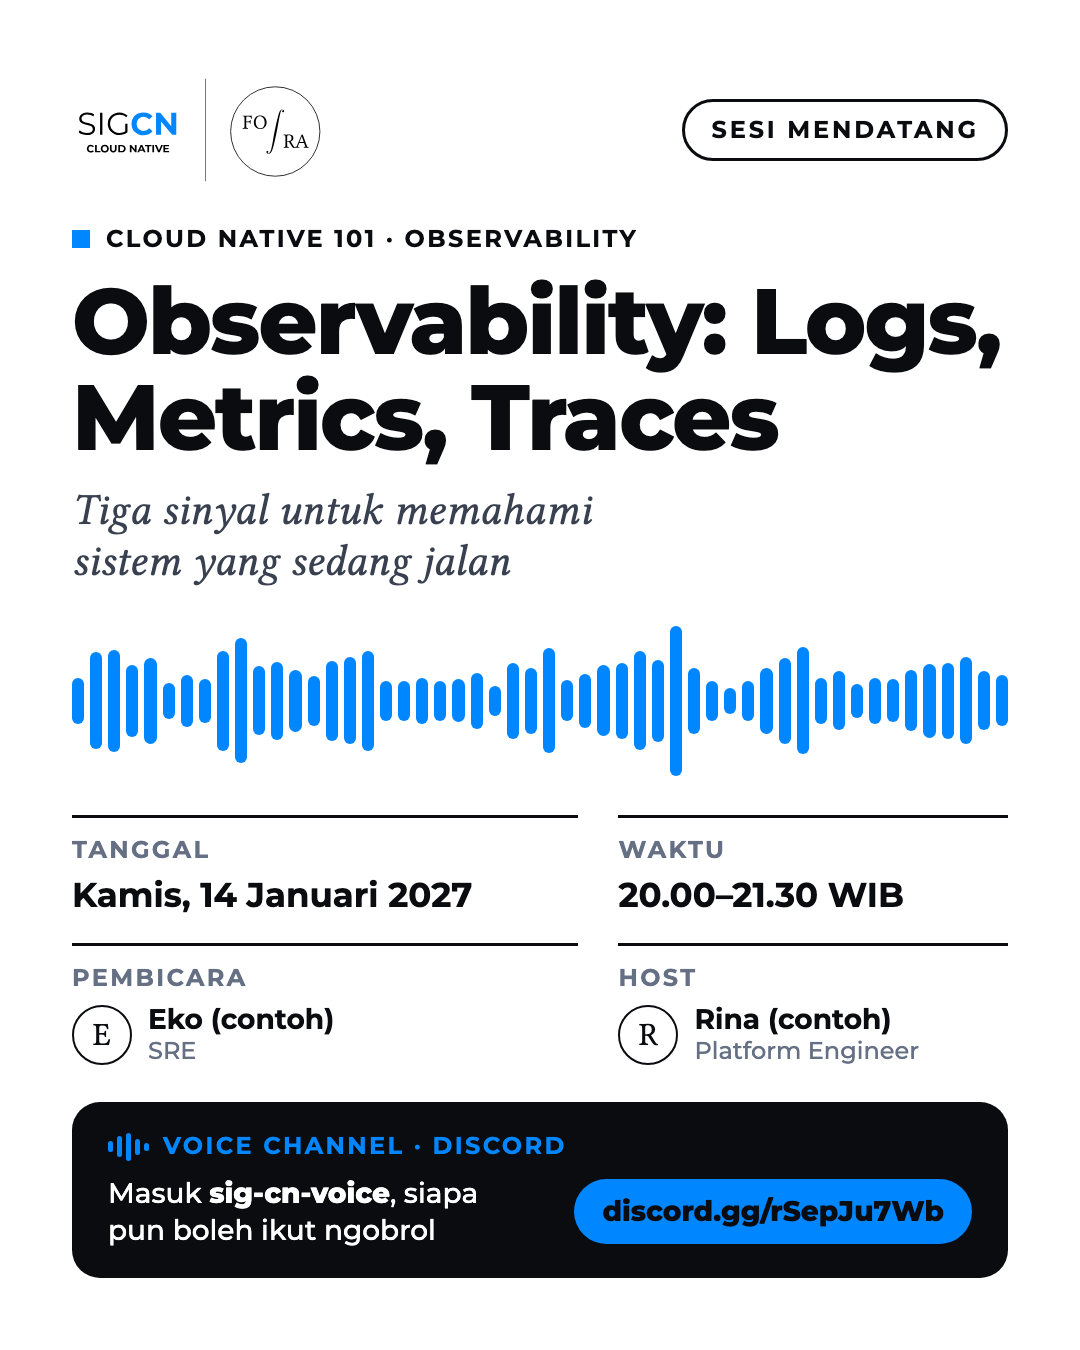 SIGCN
CLOUD NATIVE
FO
RA
SESI MENDATANG
CLOUD NATIVE 101 · OBSERVABILITY
Observability: Logs,
Metrics, Traces
Tiga sinyal untuk memahami
sistem yang sedang jalan
TANGGAL
Kamis, 14 Januari 2027
WAKTU
20.00–21.30 WIB
PEMBICARA
E
Eko (contoh)
SRE
HOST
R
Rina (contoh)
Platform Engineer
VOICE CHANNEL · DISCORD
Masuk sig-cn-voice, siapa
pun boleh ikut ngobrol
discord.gg/rSepJu7Wb